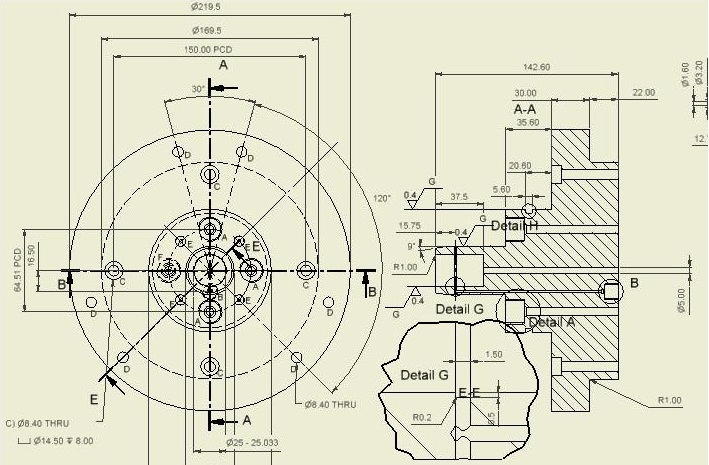 Ø219.5
Ø169.5
150.00 PCD
A
30°
120°
D
D
C
A
E
E
E
F
A
C
C
B
B
16.50
64.51 PCD
D
D
E
E
A
D
D
C
E
A
Ø8.40 THRU
C) Ø8.40 THRU
⌴ Ø14.50 ↧ 8.00
Ø25 - 25.033
142.60
30.00
22.00
A-A
35.60
20.60
5.60
G
0.4
37.5
G
0.4
15.75
Detail H
9°
R1.00
0.4
G
B
Ø5.00
Detail G
Detail A
1.50
Detail G
E-E
R0.2
Ø.5
R1.00
Ø1.60
Ø3.20
12.